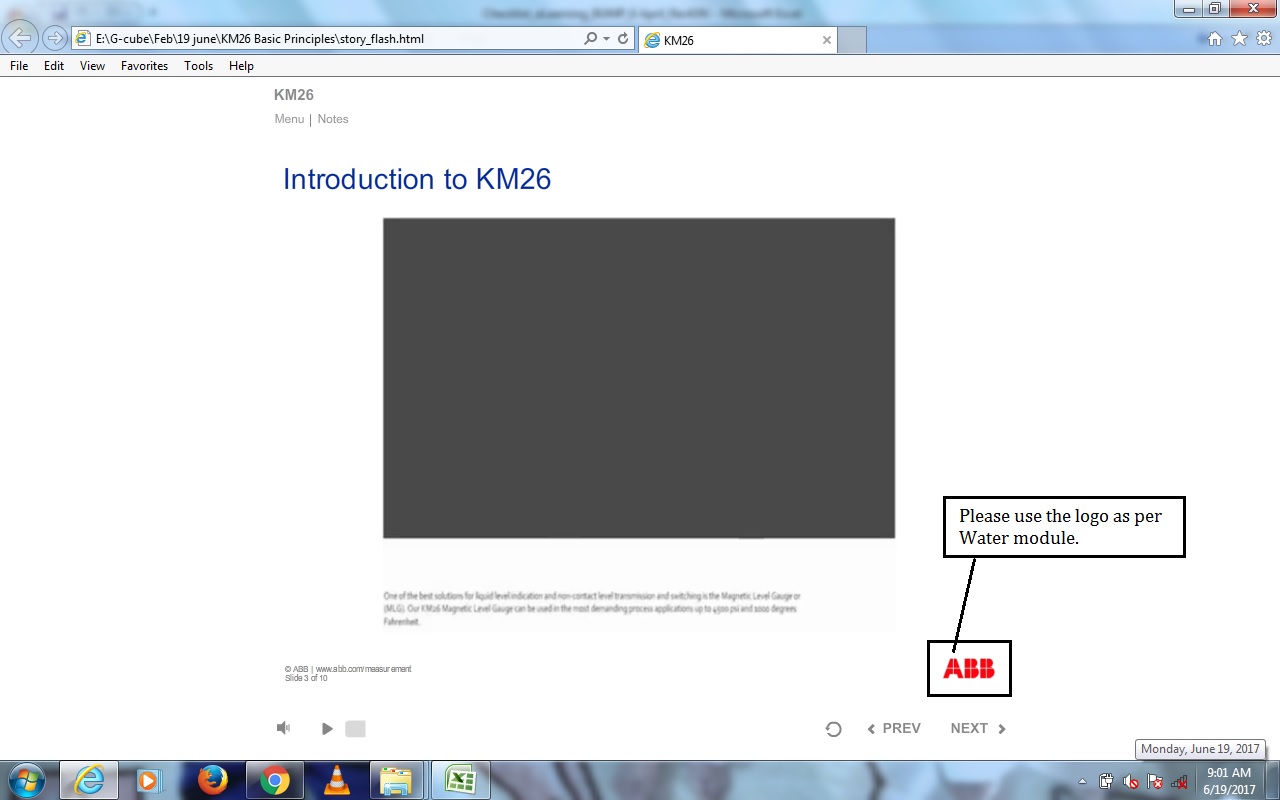 Checklist_eLearning_ - Microsoft Excel
E:\G-cube\Feb\19 june\KM26 Basic Principles\story_flash.html
KM26
File Edit View Favorites Tools Help
KM26
Menu | Notes
Introduction to KM26
Please use the logo as per
Water module.
One of the best solutions for liquid level indication and non-contact level transmission and switching is the Magnetic Level Gauge or
(MLG). Our KM26 Magnetic Level Gauge can be used in the most demanding process applications up to 4500 psi and 1000 degrees
Fahrenheit.
ABB
© ABB | www.abb.com/measurement
Slide 3 of 10
PREV NEXT
Monday, June 19, 2017
9:01 AM
6/19/2017